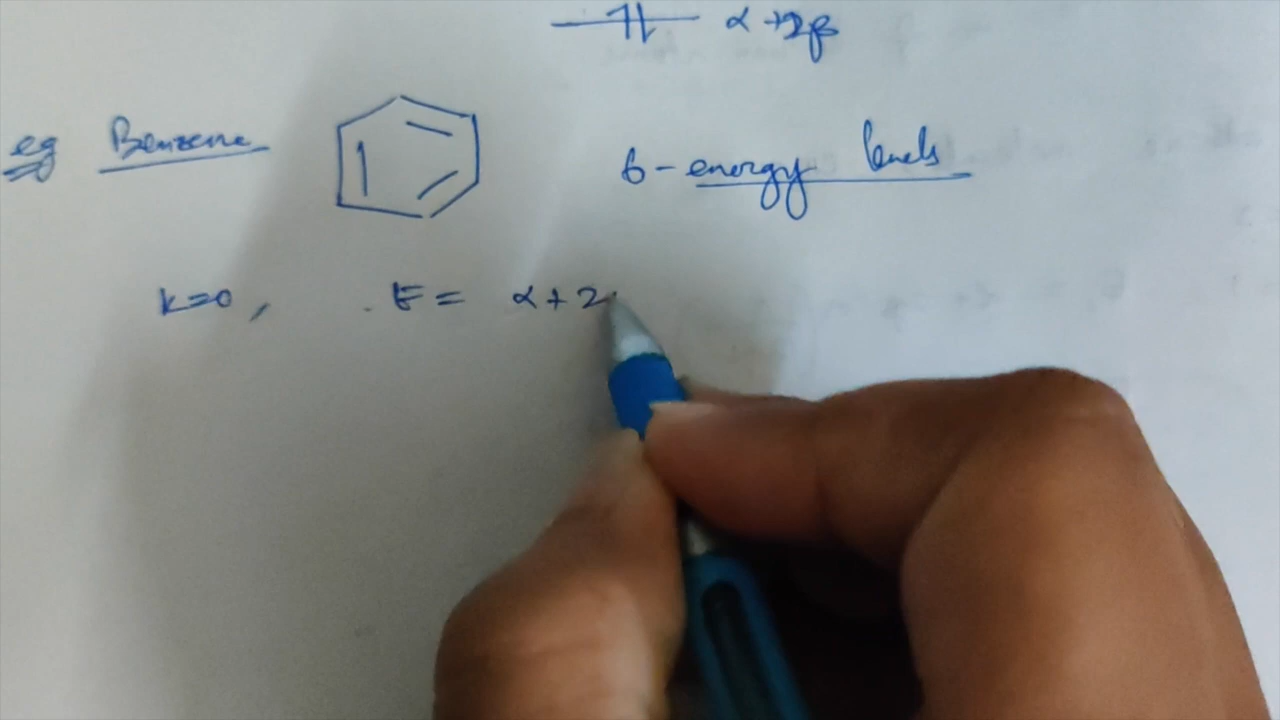 α +2β
eg Benzene
6-energy levels
k=0, E = α+2